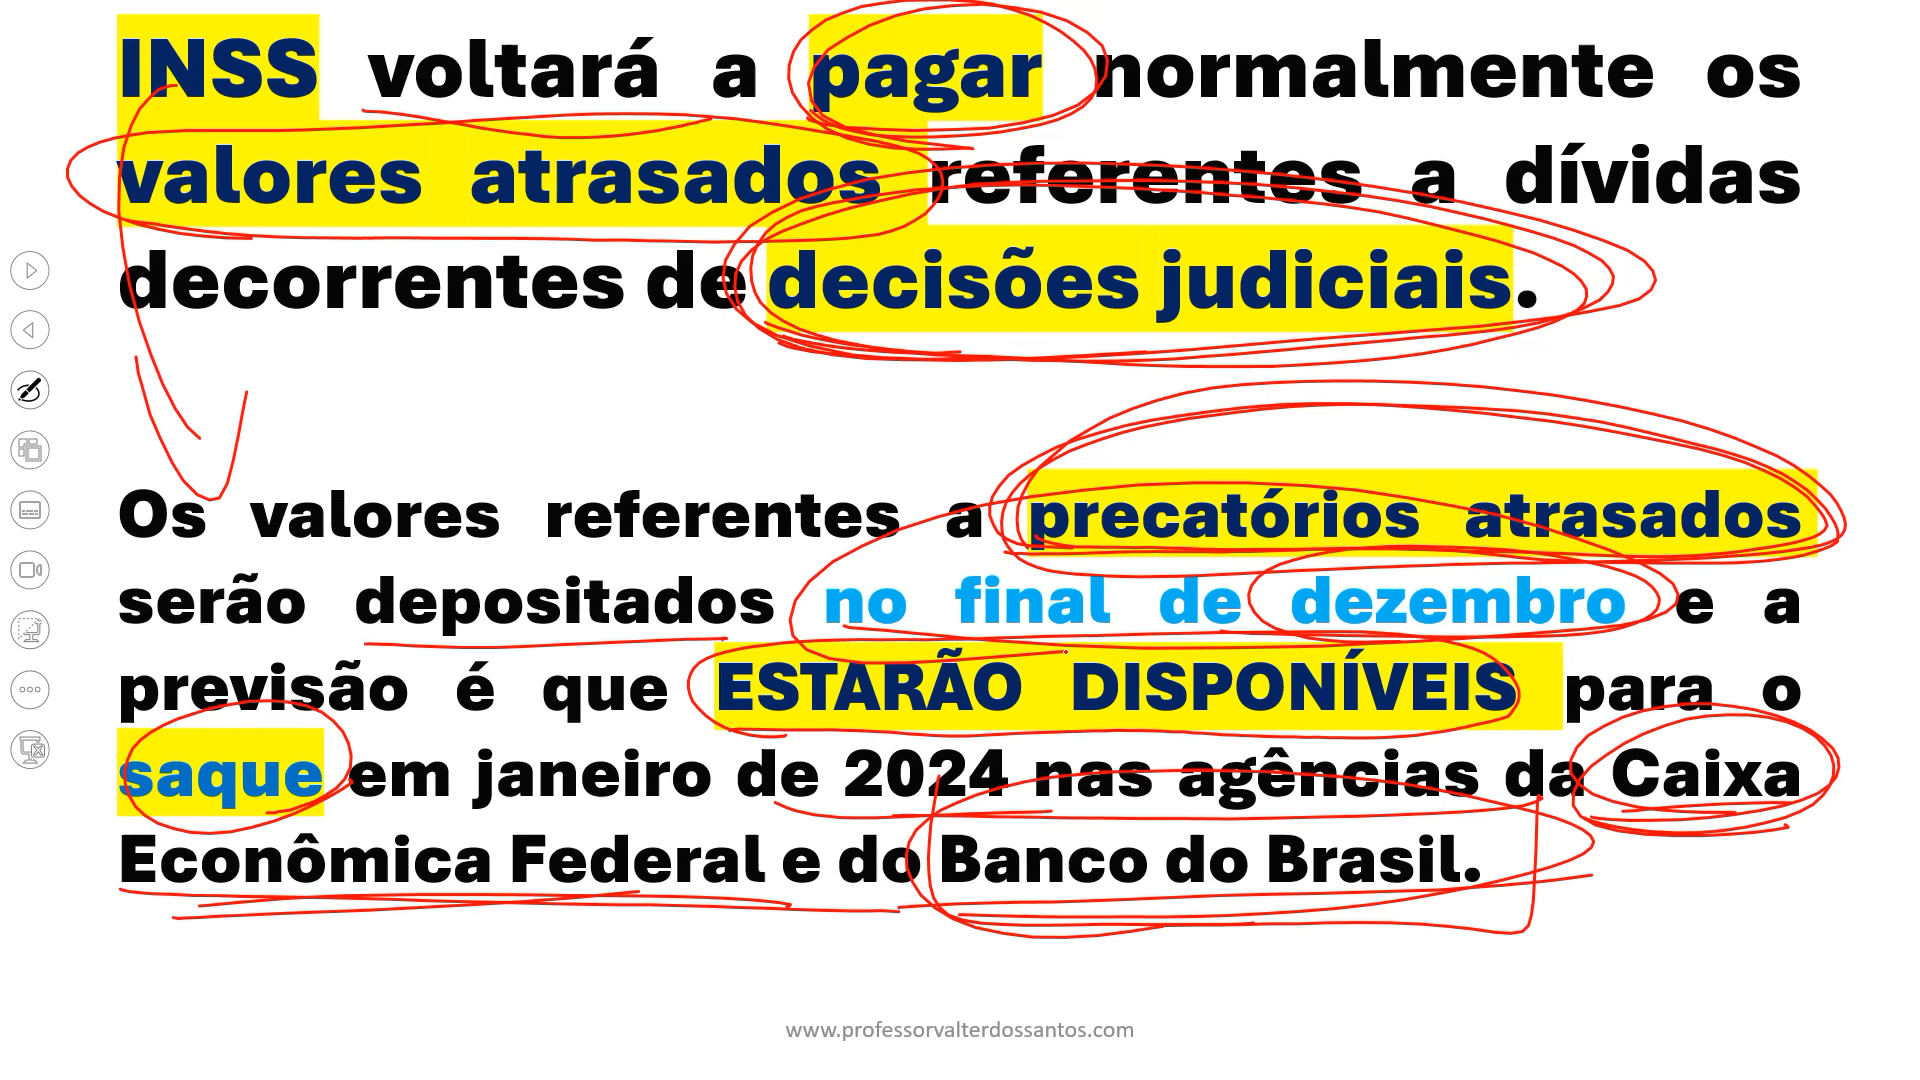 INSS voltará a pagar normalmente os
valores atrasados referentes a dívidas
decorrentes de decisões judiciais.
Os valores referentes a precatórios atrasados
serão depositados no final de dezembro e a
previsão é que ESTARÃO DISPONÍVEIS para o
saque em janeiro de 2024 nas agências da Caixa
Econômica Federal e do Banco do Brasil.
www.professorvalterdossantos.com